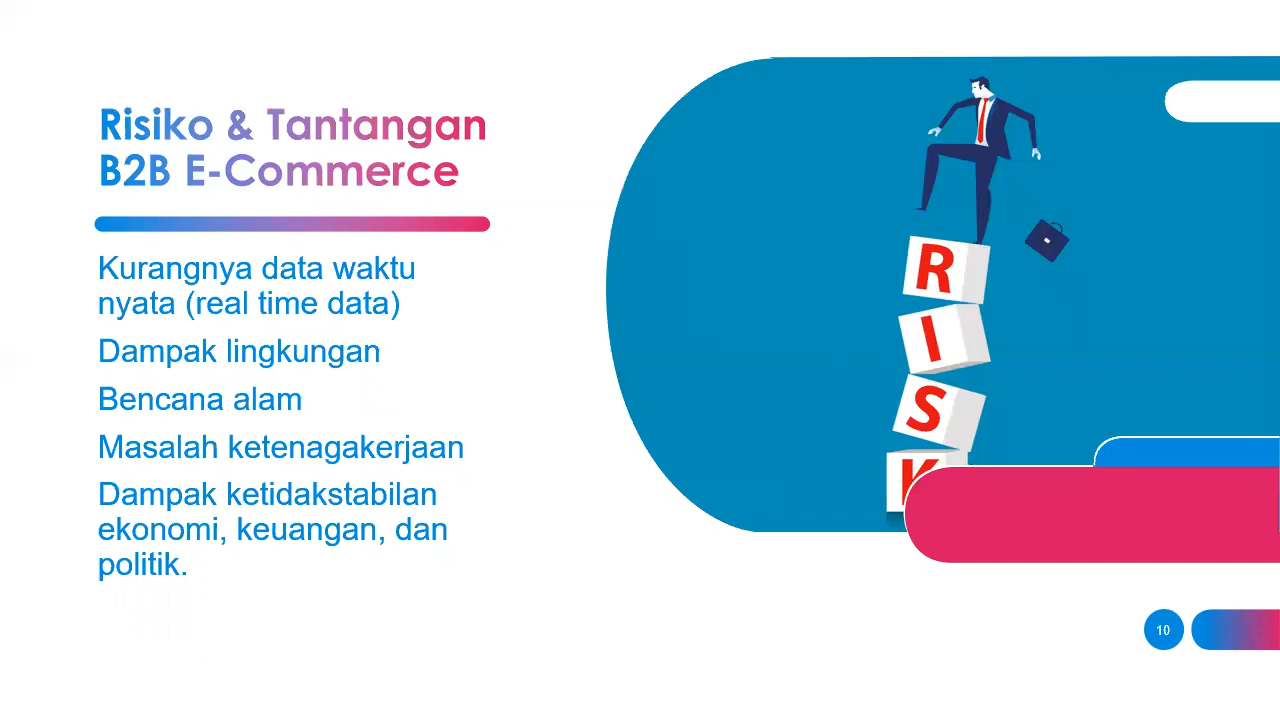 Risiko & Tantangan
B2B E-Commerce
Kurangnya data waktu
nyata (real time data)
Dampak lingkungan
Bencana alam
Masalah ketenagakerjaan
Dampak ketidakstabilan
ekonomi, keuangan, dan
politik.
R
I
S
K
10